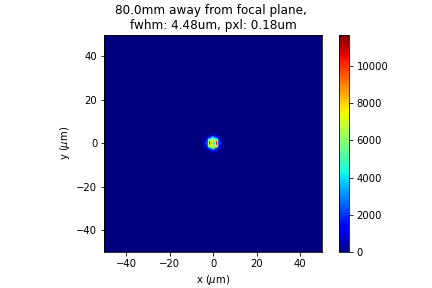 80.0mm away from focal plane,
fwhm: 4.48um, pxl: 0.18um
40
20
0
−20
−40
y (μm)
−40 −20 0 20 40
x (μm)
10000
8000
6000
4000
2000
0